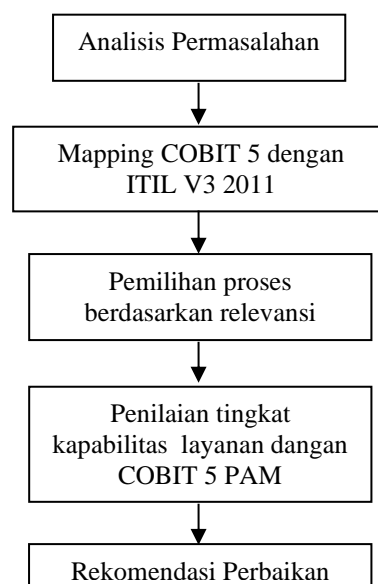 Analisis Permasalahan
Mapping COBIT 5 dengan
ITIL V3 2011
Pemilihan proses
berdasarkan relevansi
Penilaian tingkat
kapabilitas layanan dangan
COBIT 5 PAM
Rekomendasi Perbaikan